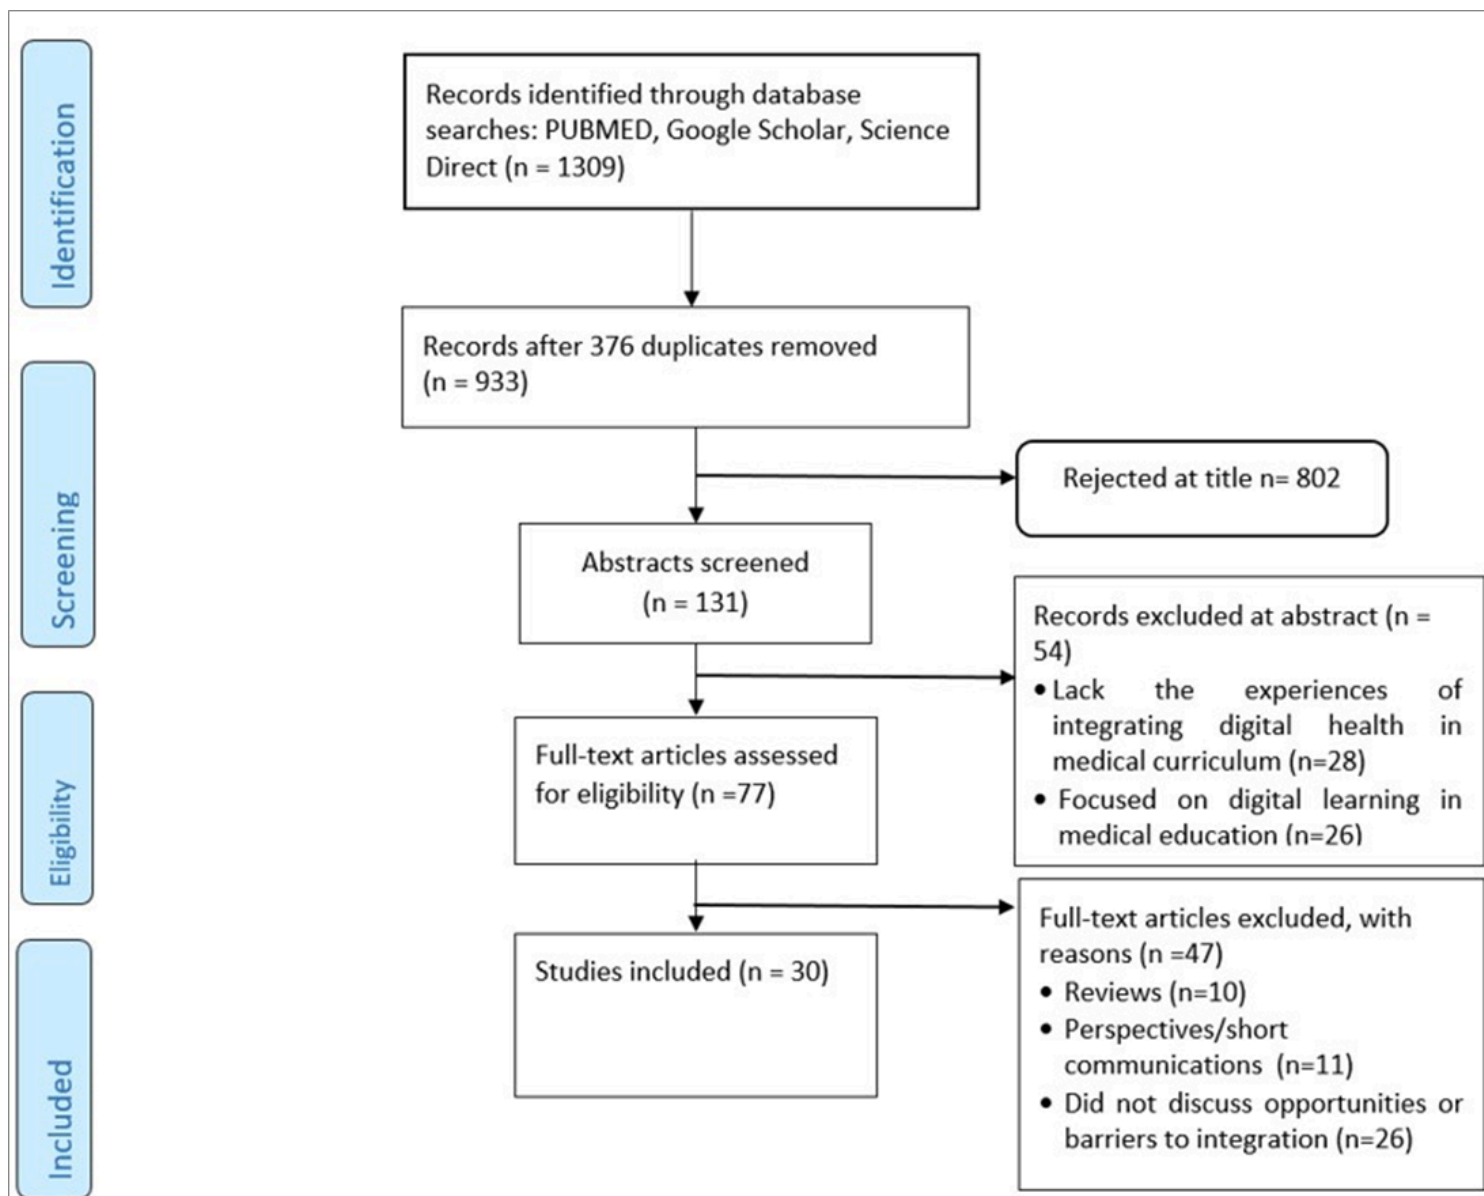 Identification
Records identified through database
searches: PUBMED, Google Scholar, Science
Direct (n = 1309)
Records after 376 duplicates removed
(n = 933)
Screening
Rejected at title n= 802
Abstracts screened
(n = 131)
Records excluded at abstract (n =
54)
•Lack the experiences of
integrating digital health in
medical curriculum (n=28)
• Focused on digital learning in
medical education (n=26)
Eligibility
Full-text articles assessed
for eligibility (n =77)
Full-text articles excluded, with
reasons (n =47)
• Reviews (n=10)
• Perspectives/short
communications (n=11)
• Did not discuss opportunities or
barriers to integration (n=26)
Included
Studies included (n = 30)